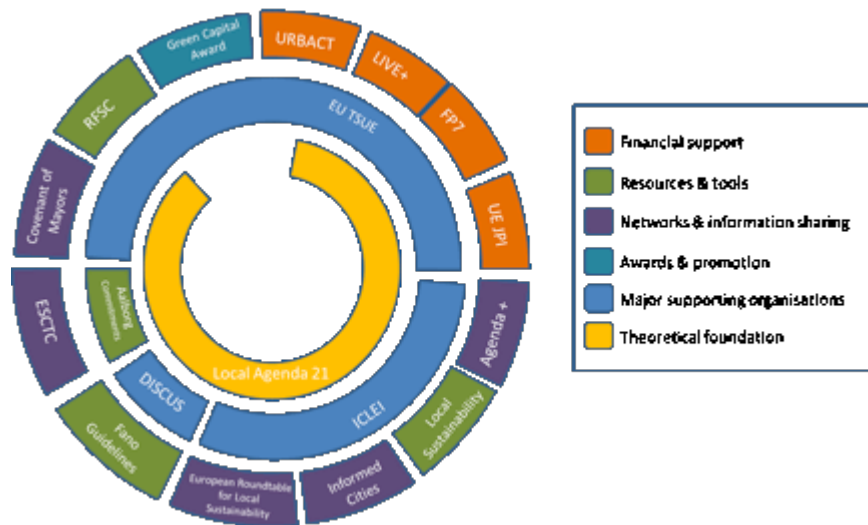 Green Capital
Award
URBACT
LIVE+
FP7
UE JPI
RFSC
EU TSUE
Covenant of
Mayors
ESCTC
Aalborg
Commitments
Local Agenda 21
DISCUS
ICLEI
Agenda +
Local
Sustainability
Fano
Guidelines
European Roundtable
for Local
Sustainability
Informed
Cities
Financial support
Resources & tools
Networks & information sharing
Awards & promotion
Major supporting organisations
Theoretical foundation